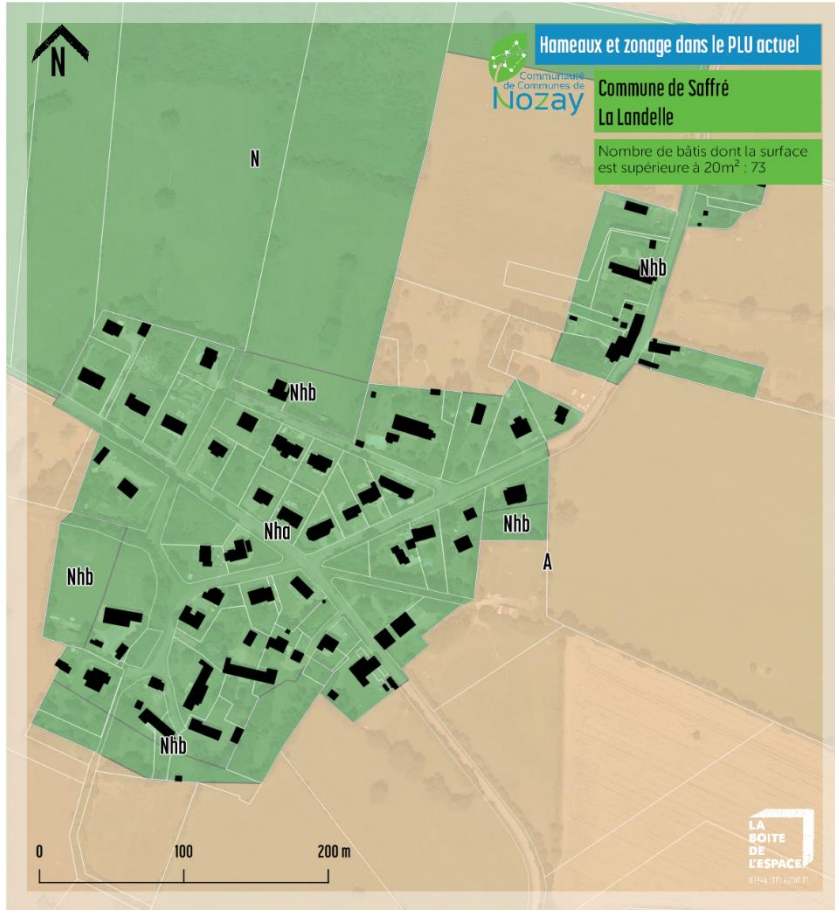 N
Hameaux et zonage dans le PLU actuel
Communauté
de Communes de
Nozay
Commune de Saffré
La Landelle
Nombre de bâtis dont la surface
est supérieure à 20m² : 73
N
Nhb
Nhb
Nha
Nhb
Nhb
A
Nhb
0 100 200 m
LA
BOITE
DE
L'ESPACE